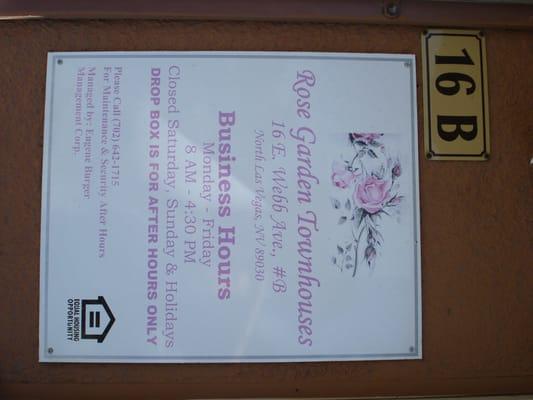 16 B
Rose Garden Townhouses
16 E. Webb Ave., #B
North Las Vegas, NV 89030
Business Hours
Monday - Friday
8 AM - 4:30 PM
Closed Saturday, Sunday & Holidays
DROP BOX IS FOR AFTER HOURS ONLY
Please Call (702) 642-1715
For Maintenance & Security After Hours
Managed by: Eugene Burger
Management Corp.
EQUAL HOUSING
OPPORTUNITY